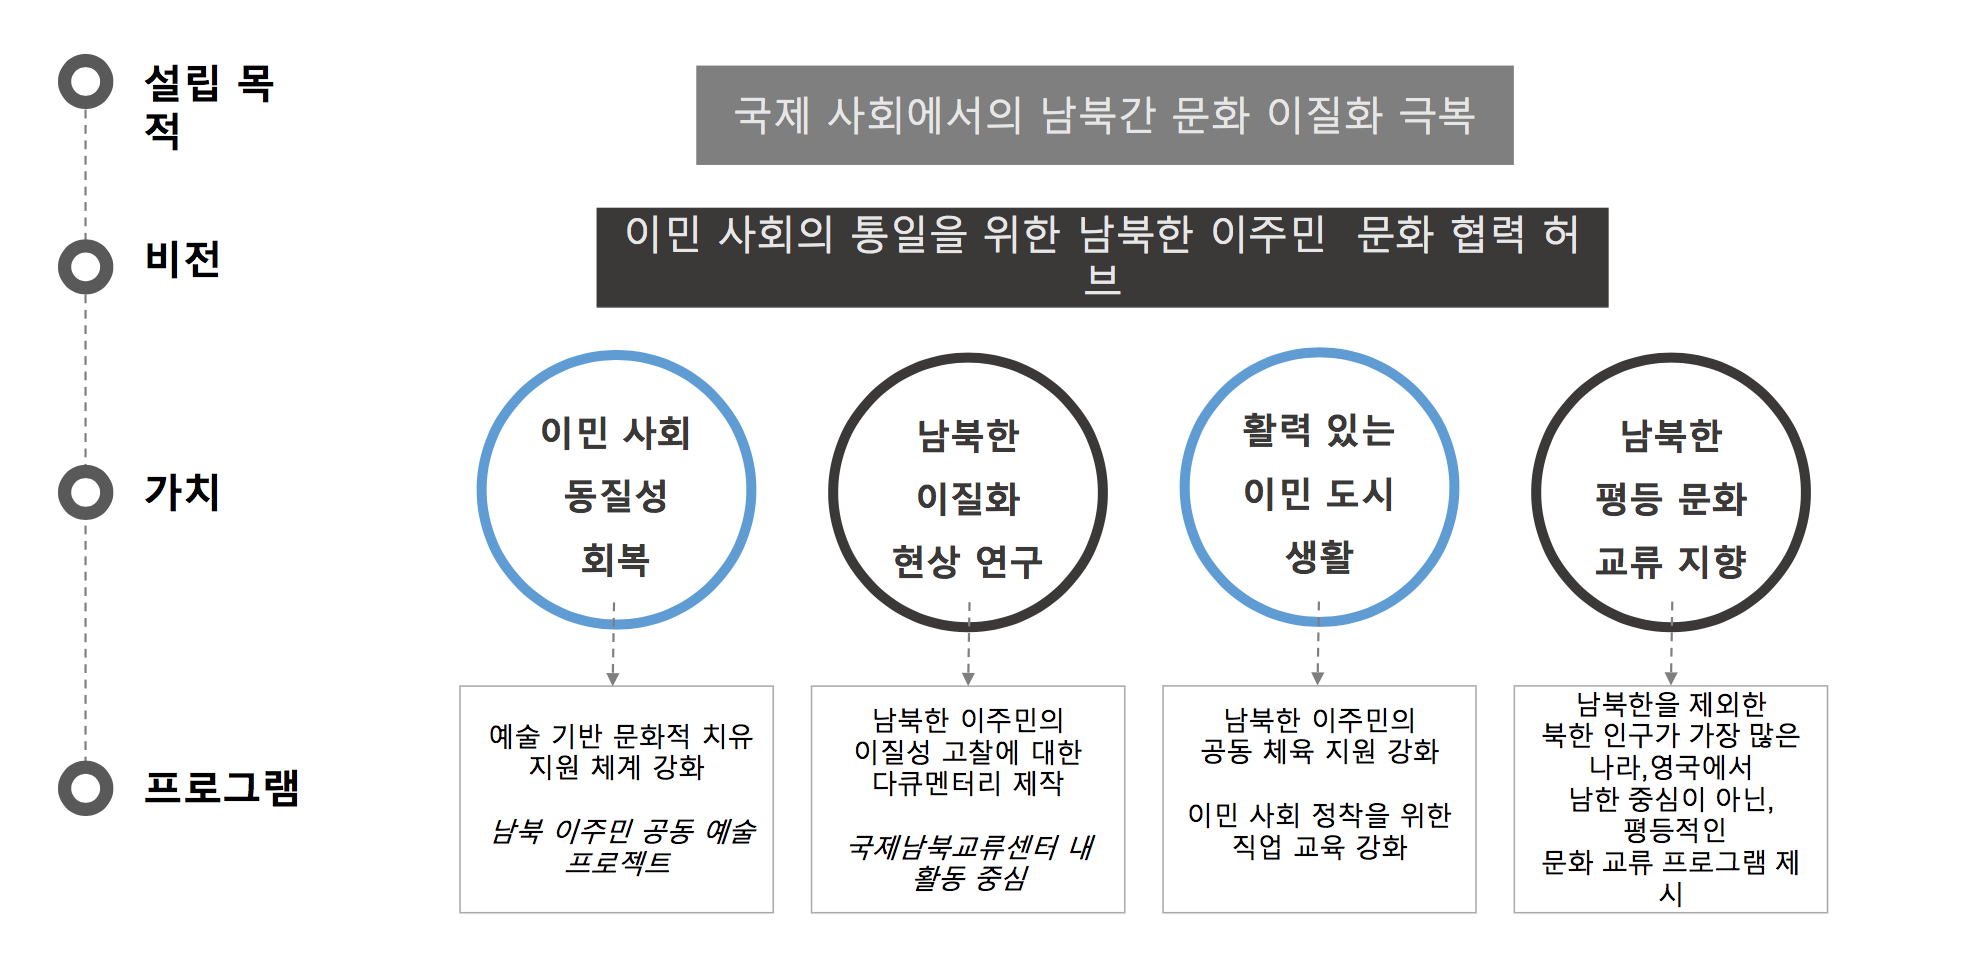 설립 목
적
국제 사회에서의 남북간 문화 이질화 극복
비전
이민 사회의 통일을 위한 남북한 이주민  문화 협력 허
브
가치
이민 사회
동질성
회복
남북한
이질화
현상 연구
활력 있는
이민 도시
생활
남북한
평등 문화
교류 지향
프로그램
예술 기반 문화적 치유
지원 체계 강화
남북 이주민 공동 예술
프로젝트
남북한 이주민의
이질성 고찰에 대한
다큐멘터리 제작
국제남북교류센터 내
활동 중심
남북한 이주민의
공동 체육 지원 강화
이민 사회 정착을 위한
직업 교육 강화
남북한을 제외한
북한 인구가 가장 많은
나라,영국에서
남한 중심이 아닌,
평등적인
문화 교류 프로그램 제
시